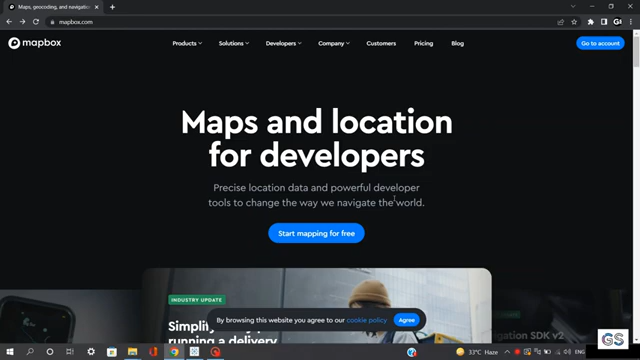 Maps, geocoding, and navigation
mapbox.com
mapbox
Products Solutions Developers Company Customers Pricing Blog
Go to account
Maps and location
for developers
Precise location data and powerful developer
tools to change the way we navigate the world.
Start mapping for free
INDUSTRY UPDATE
By browsing this website you agree to our cookie policy
Agree
Navigation SDK v2
running a delivery
33°C Haze
ENG
GS